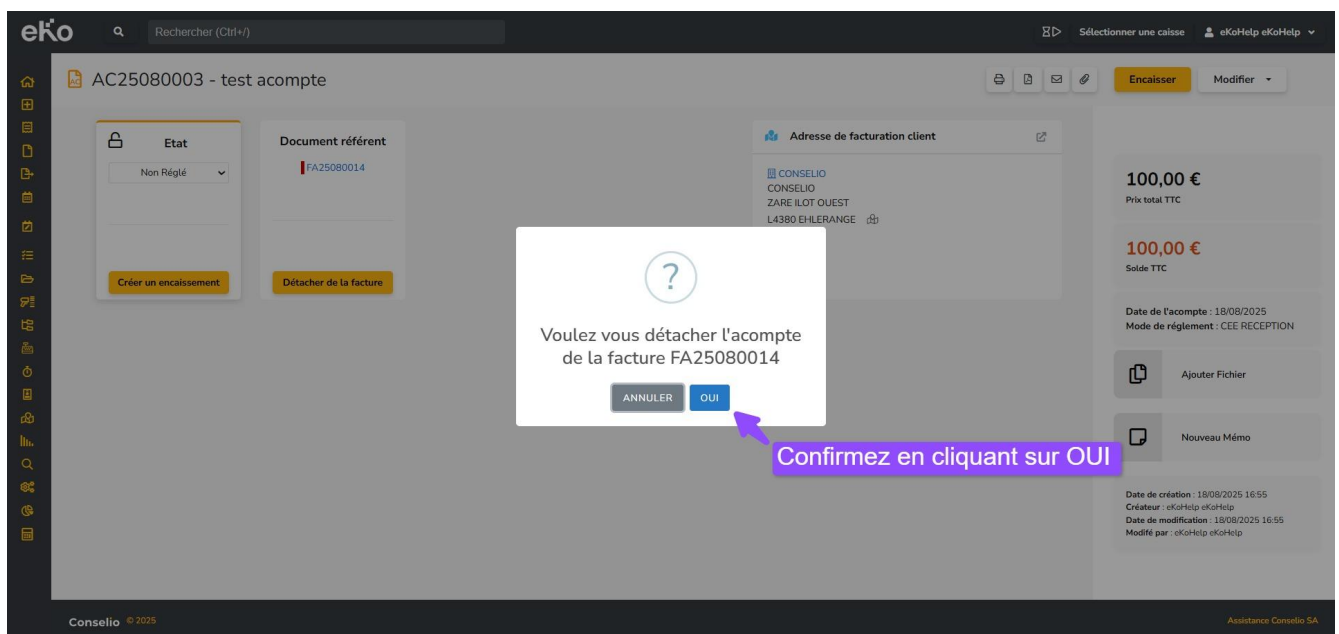 eKo
Rechercher (Ctrl+/)
Sélectionner une caisse
eKoHelp eKoHelp
AC
AC25080003 - test acompte
Encaisser
Modifier
Etat
Non Réglé
Créer un encaissement
Document référent
FA25080014
Détacher de la facture
Adresse de facturation client
CONSELIO
CONSELIO
ZARE ILOT OUEST
L4380 EHLERANGE
?
Voulez vous détacher l'acompte
de la facture FA25080014
ANNULER
OUI
Confirmez en cliquant sur OUI
100,00 €
Prix total TTC
100,00 €
Solde TTC
Date de l'acompte : 18/08/2025
Mode de réglement : CEE RECEPTION
Ajouter Fichier
Nouveau Mémo
Date de création : 18/08/2025 16:55
Créateur : eKoHelp eKoHelp
Date de modification : 18/08/2025 16:55
Modifé par : eKoHelp eKoHelp
Conselio © 2025
Assistance Conselio SA